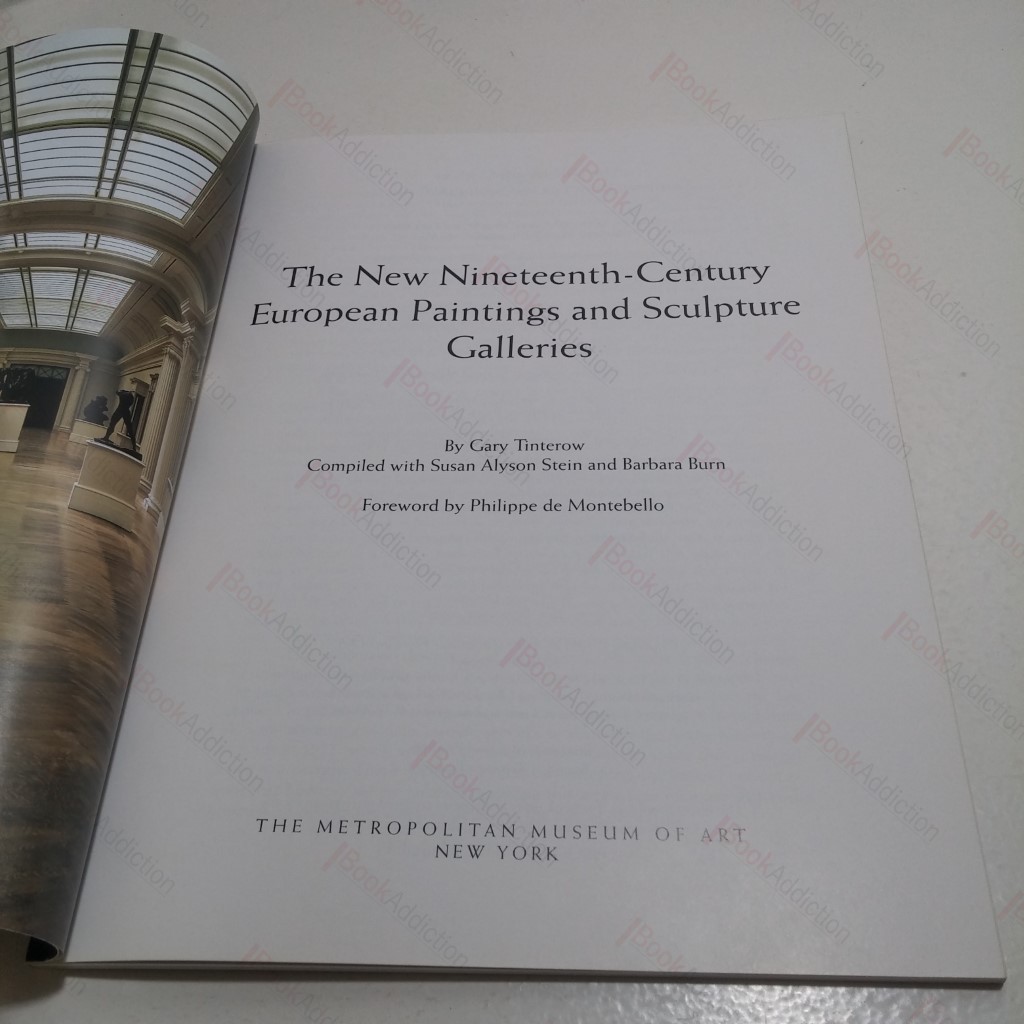 The New Nineteenth-Century
European Paintings and Sculpture
Galleries
By Gary Tinterow
Compiled with Susan Alyson Stein and Barbara Burn
Foreword by Philippe de Montebello
THE METROPOLITAN MUSEUM OF ART
NEW YORK
BookAddiction